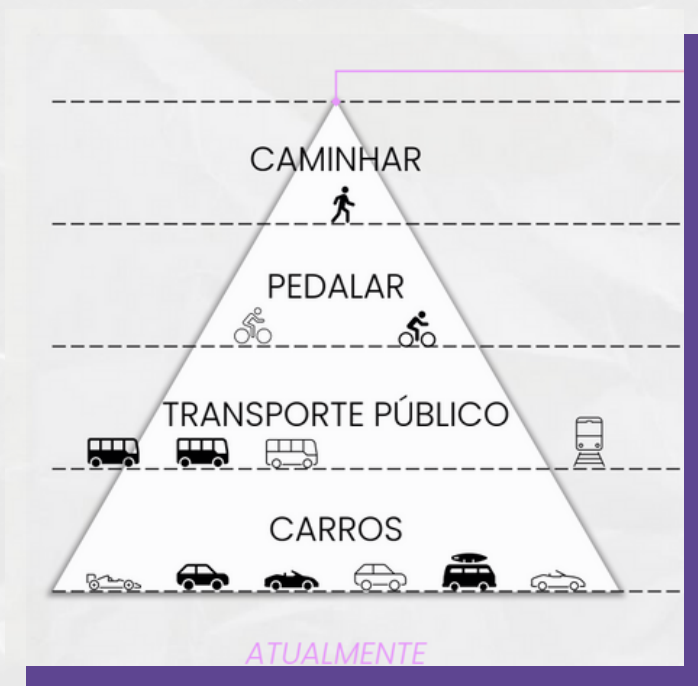 CAMINHAR
PEDALAR
TRANSPORTE PÚBLICO
CARROS
ATUALMENTE